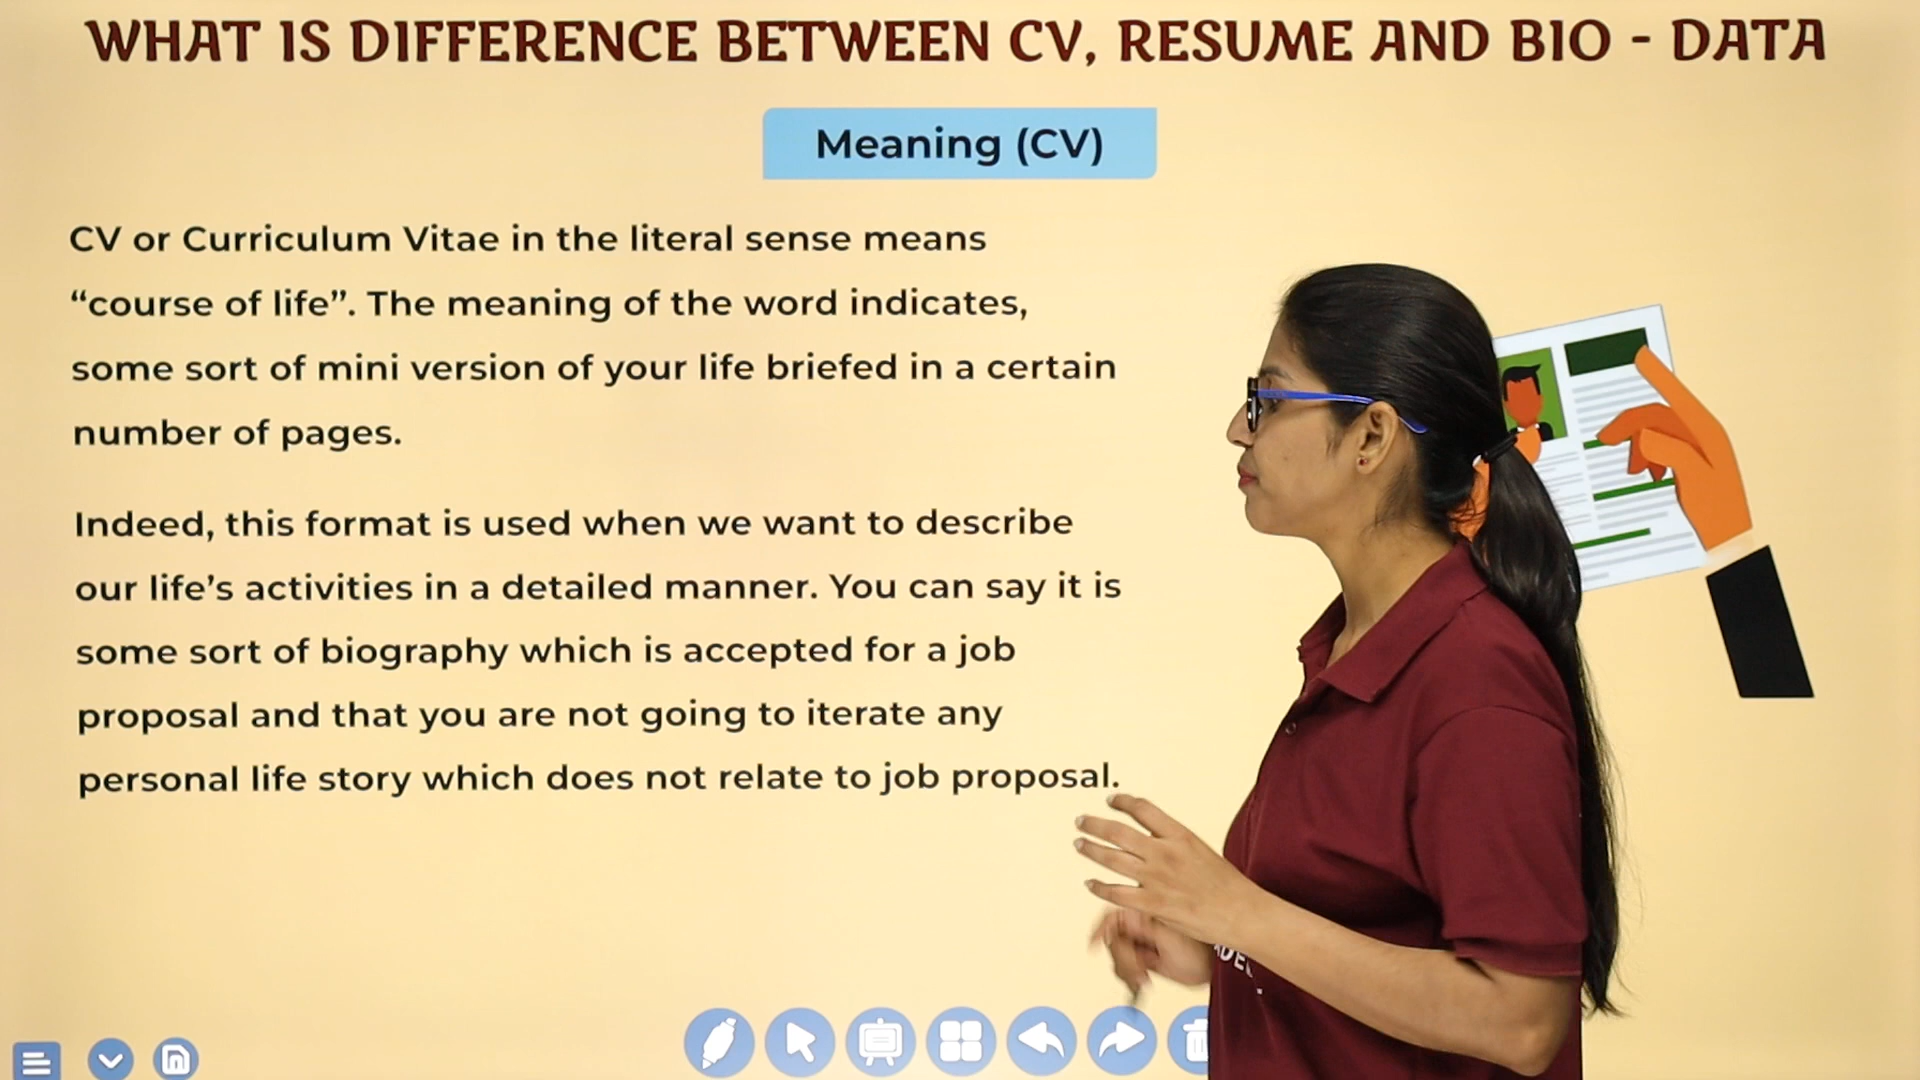 WHAT IS DIFFERENCE BETWEEN CV, RESUME AND BIO - DATA
Meaning (CV)
CV or Curriculum Vitae in the literal sense means
“course of life”. The meaning of the word indicates,
some sort of mini version of your life briefed in a certain
number of pages.
Indeed, this format is used when we want to describe
our life’s activities in a detailed manner. You can say it is
some sort of biography which is accepted for a job
proposal and that you are not going to iterate any
personal life story which does not relate to job proposal.